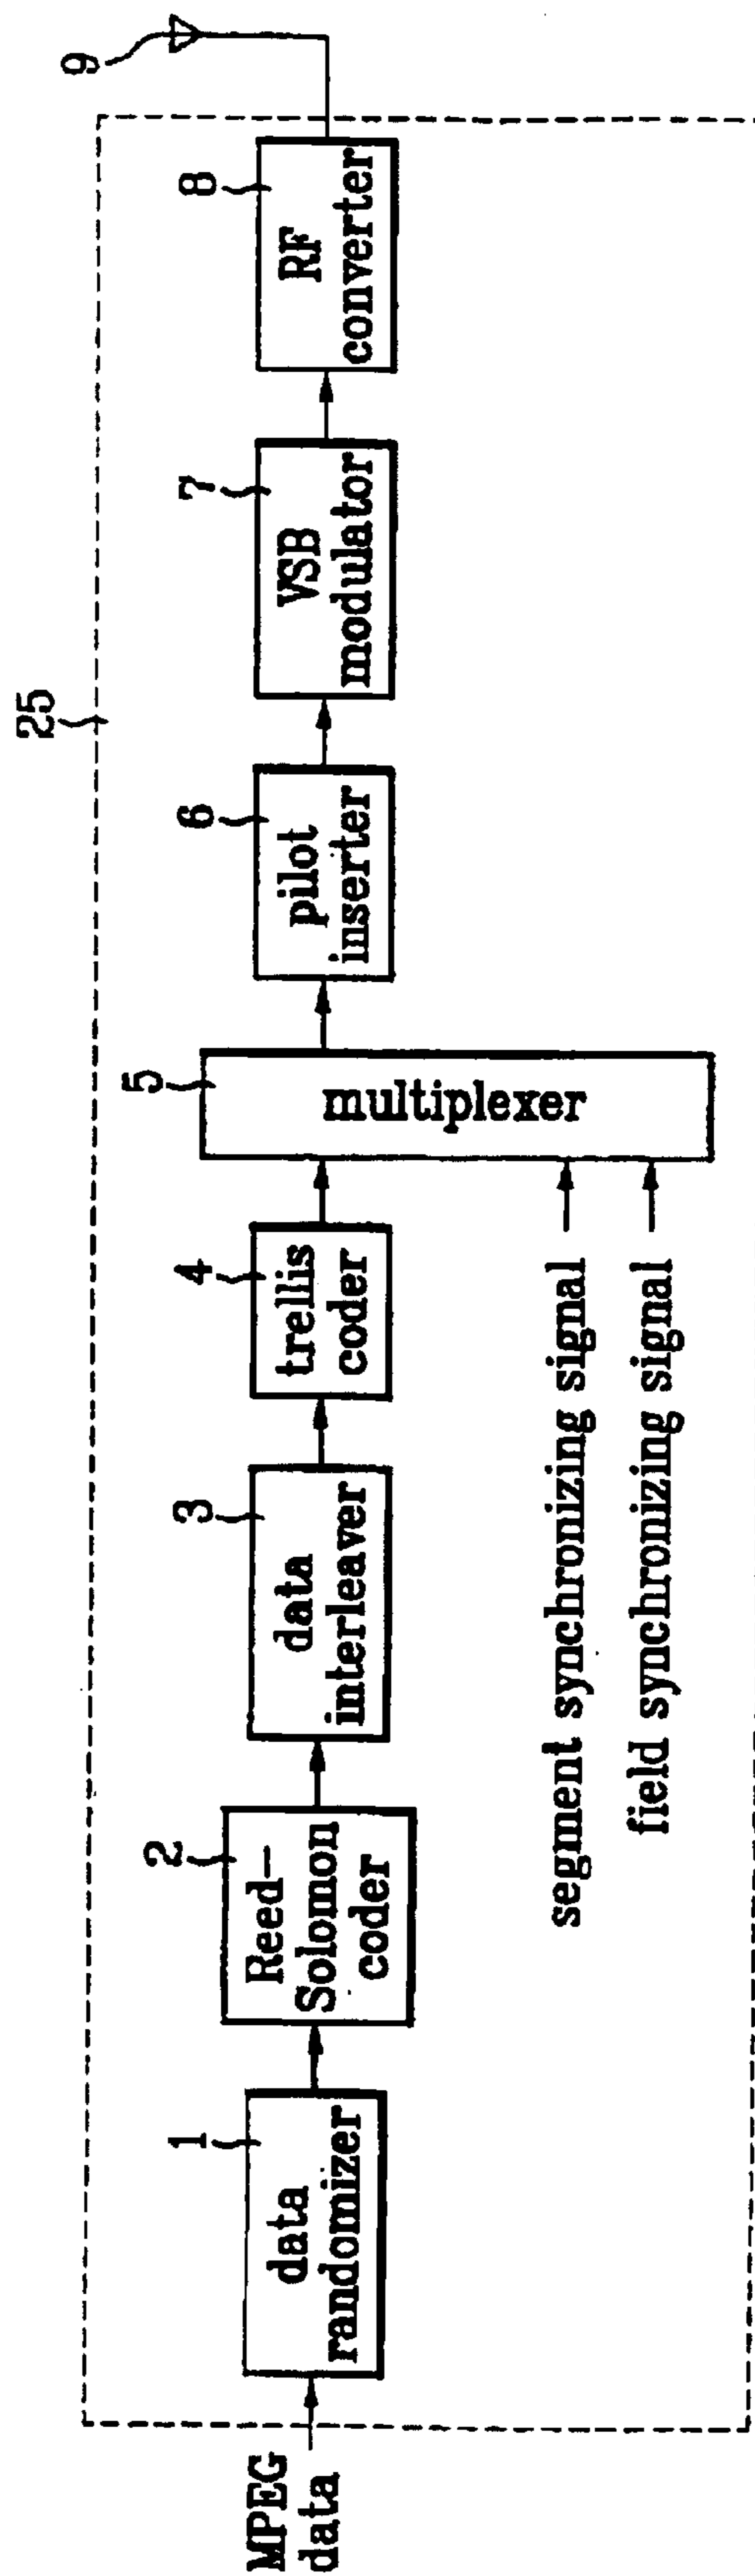 MPEG
data
1
data
randomizer
2
Reed-
Solomon
coder
3
data
interleaver
4
trellis
coder
segment synchronizing signal
field synchronizing signal
5
multiplexer
6
pilot
inserter
25
7
VSB
modulator
8
RF
converter
9